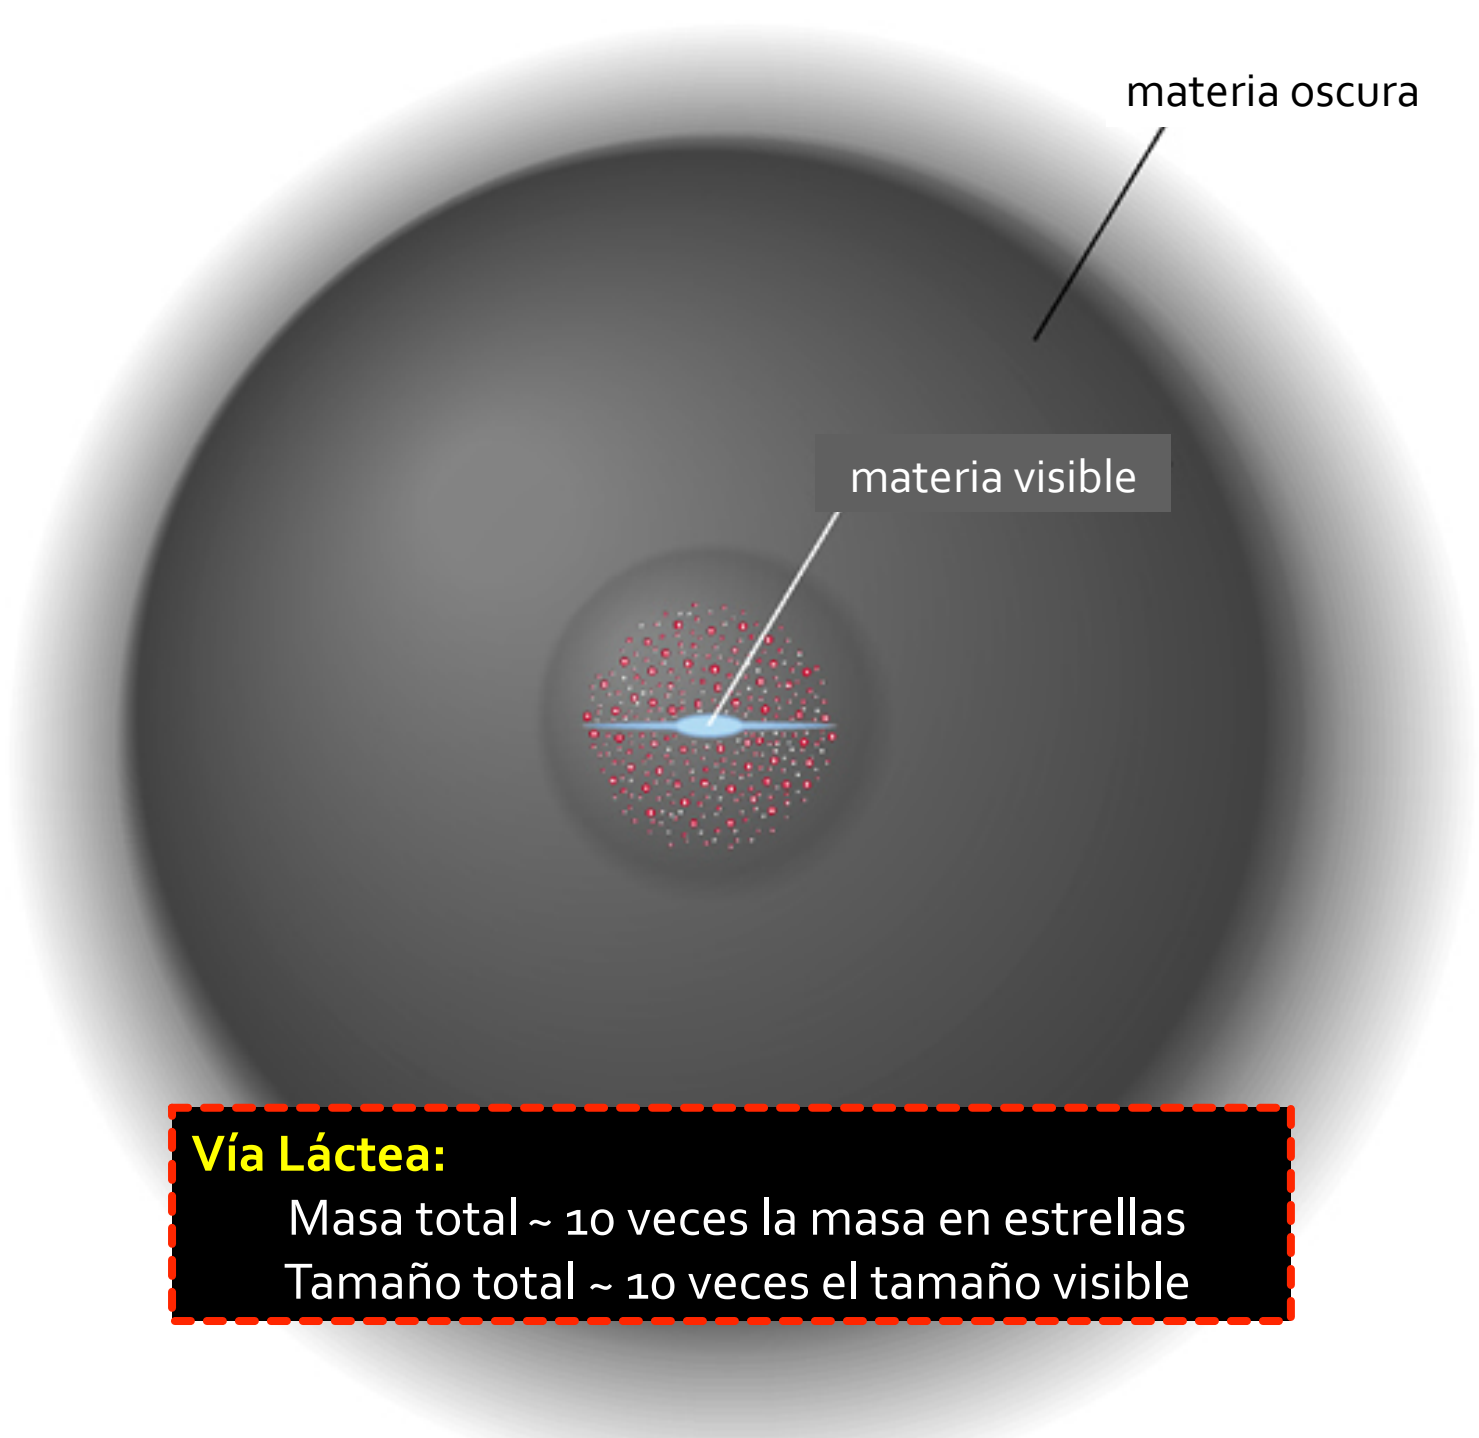 materia oscura
materia visible
Vía Láctea:
Masa total ~ 10 veces la masa en estrellas
Tamaño total ~ 10 veces el tamaño visible